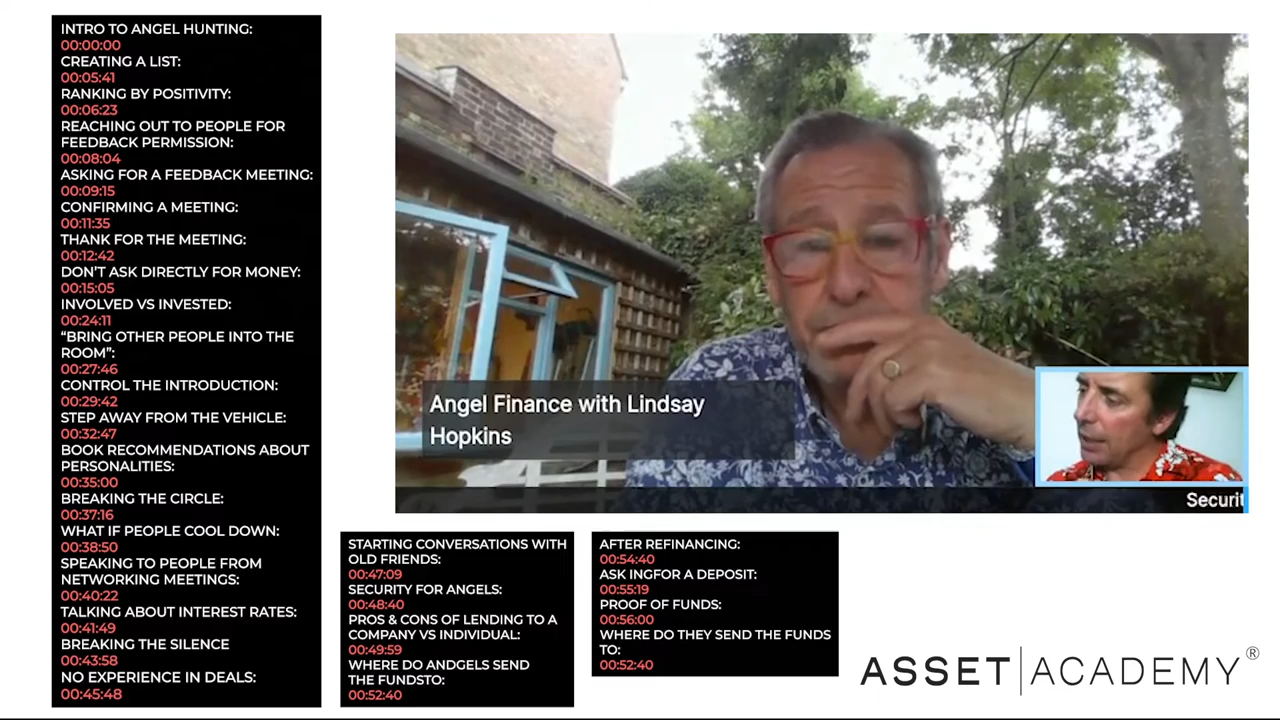 INTRO TO ANGEL HUNTING:
00:00:00
CREATING A LIST:
00:05:41
RANKING BY POSITIVITY:
00:06:23
REACHING OUT TO PEOPLE FOR
FEEDBACK PERMISSION:
00:08:04
ASKING FOR A FEEDBACK MEETING:
00:09:15
CONFIRMING A MEETING:
00:11:35
THANK FOR THE MEETING:
00:12:42
DON'T ASK DIRECTLY FOR MONEY:
00:15:05
INVOLVED VS INVESTED:
00:24:11
“BRING OTHER PEOPLE INTO THE
ROOM”:
00:27:46
CONTROL THE INTRODUCTION:
00:29:42
STEP AWAY FROM THE VEHICLE:
00:32:47
BOOK RECOMMENDATIONS ABOUT
PERSONALITIES:
00:35:00
BREAKING THE CIRCLE:
00:37:16
WHAT IF PEOPLE COOL DOWN:
00:38:50
SPEAKING TO PEOPLE FROM
NETWORKING MEETINGS:
00:40:22
TALKING ABOUT INTEREST RATES:
00:41:49
BREAKING THE SILENCE
00:43:58
NO EXPERIENCE IN DEALS:
00:45:48
Angel Finance with Lindsay
Hopkins
Securit
STARTING CONVERSATIONS WITH
OLD FRIENDS:
00:47:09
SECURITY FOR ANGELS:
00:48:40
PROS & CONS OF LENDING TO A
COMPANY VS INDIVIDUAL:
00:49:59
WHERE DO ANDGELS SEND
THE FUNDSTO:
00:52:40
AFTER REFINANCING:
00:54:40
ASK INGFOR A DEPOSIT:
00:55:19
PROOF OF FUNDS:
00:56:00
WHERE DO THEY SEND THE FUNDS
TO:
00:52:40
ASSET|ACADEMY®